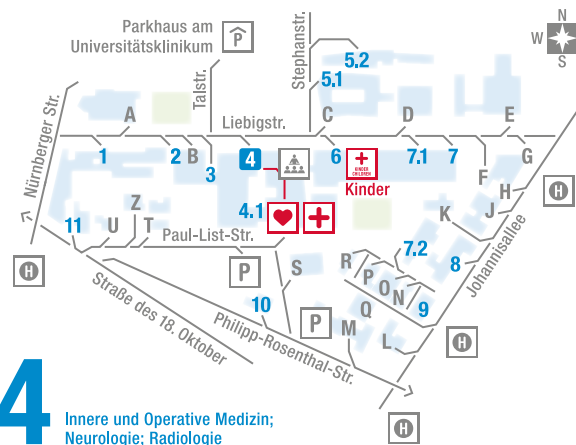 Parkhaus am
Universitätsklinikum
P
N
W
S
Stephanstr.
5.2
5.1
Talstr.
Nürnberger Str.
A
Liebigstr.
C
D
E
1
2
B
3
4
6
KINDER
CHILDREN
Kinder
7.1
7
F
G
H
H
4.1
Z
11
U
T
Paul-List-Str.
K
J
Johannisallee
7.2
8
H
P
S
R
P
O
N
9
Straße des 18. Oktober
10
Philipp-Rosenthal-Str.
P
Q
M
L
H
H
4
Innere und Operative Medizin;
Neurologie; Radiologie